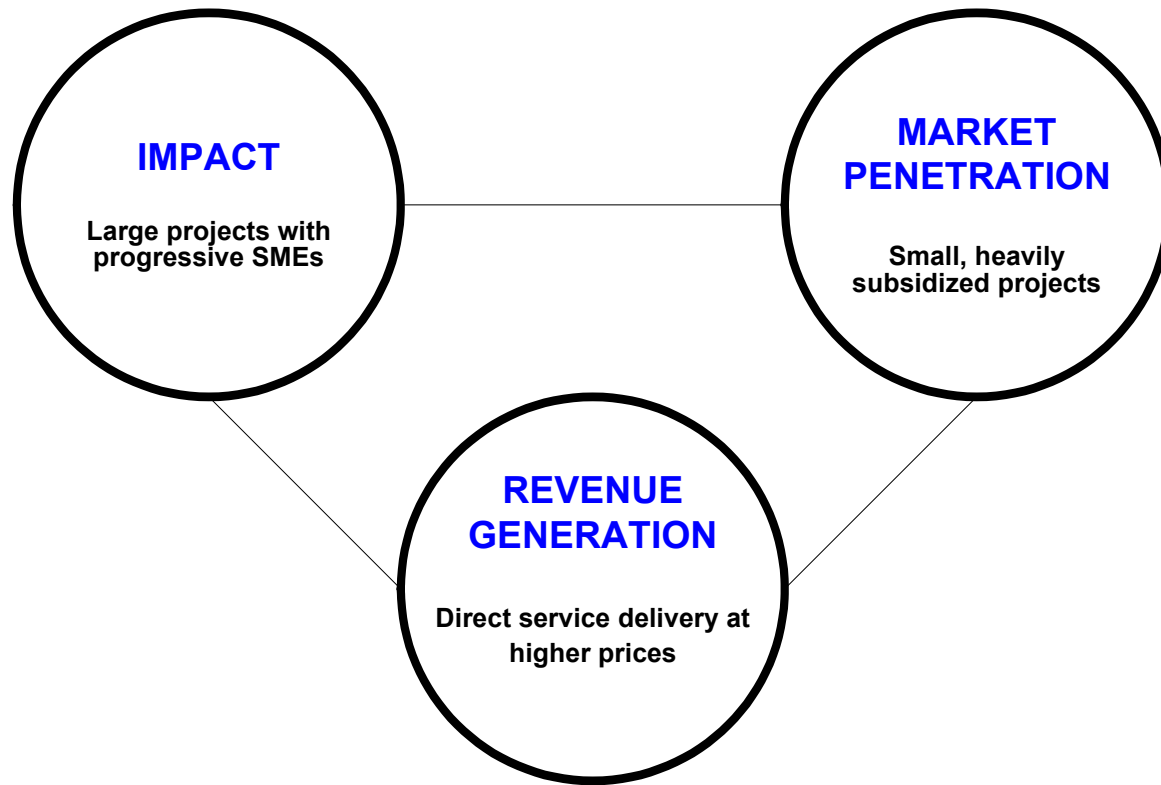 IMPACT
Large projects with
progressive SMEs
MARKET
PENETRATION
Small, heavily
subsidized projects
REVENUE
GENERATION
Direct service delivery at
higher prices